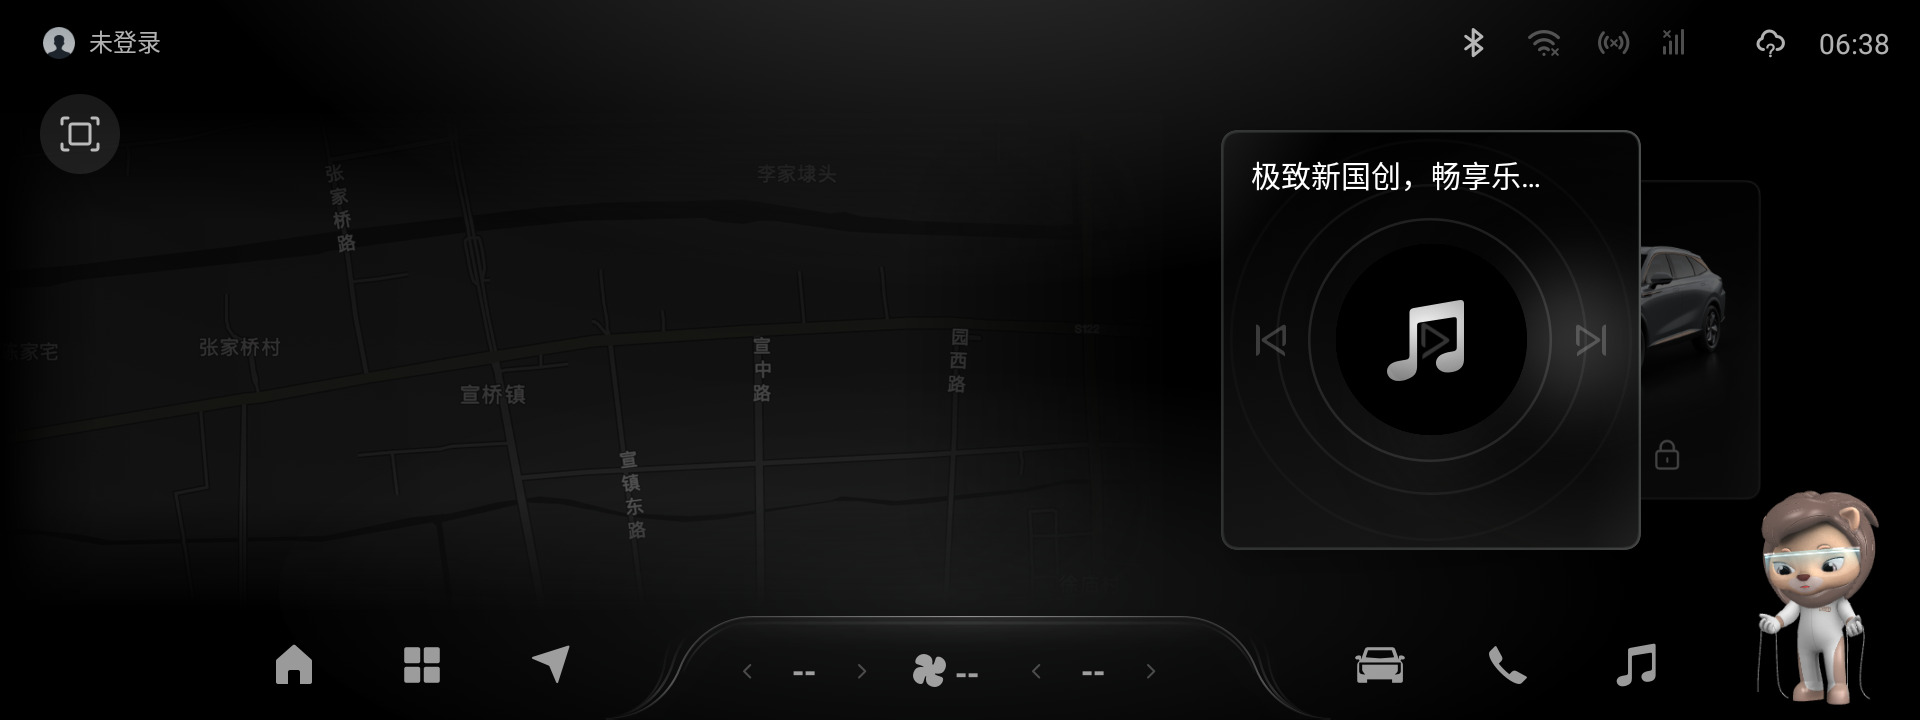 未登录
06:38
李家埭头
张家桥路
张家桥村
宣桥镇
宣中路
园西路
S122
宣镇东路
极致新国创，畅享乐...
--
--
--